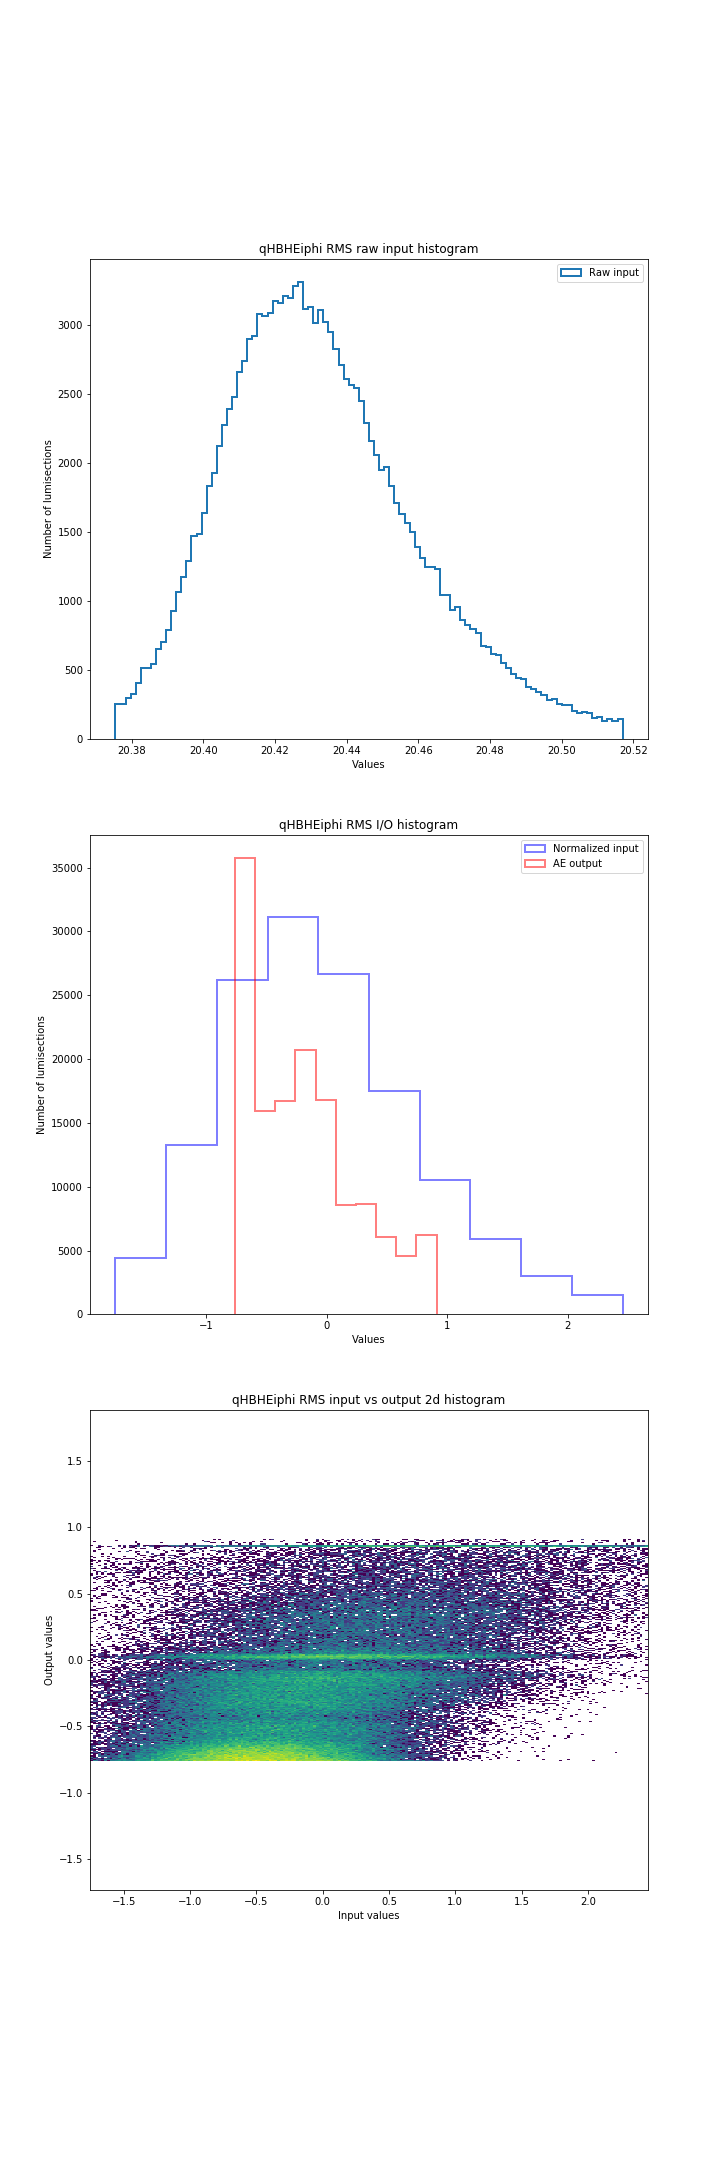 qHBHEiphi RMS raw input histogram
Raw input
3000
2500
2000
1500
1000
500
0
Number of lumisections
20.38 20.40 20.42 20.44 20.46 20.48 20.50 20.52
Values
qHBHEiphi RMS I/O histogram
Normalized input
AE output
35000
30000
25000
20000
15000
10000
5000
0
Number of lumisections
−1 0 1 2
Values
qHBHEiphi RMS input vs output 2d histogram
1.5
1.0
0.5
0.0
−0.5
−1.0
−1.5
Output values
−1.5 −1.0 −0.5 0.0 0.5 1.0 1.5 2.0
Input values